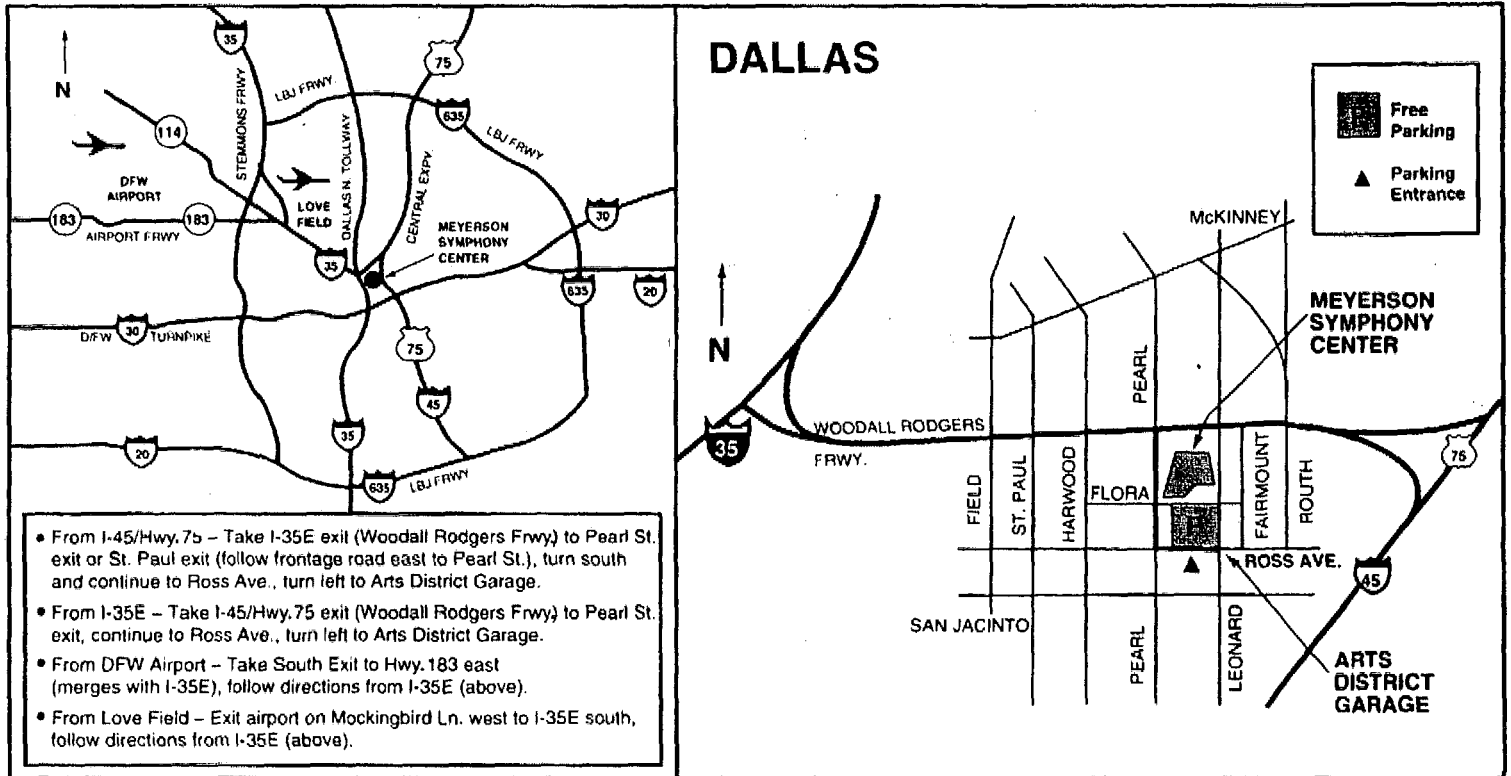 35
75
N
STEMMONS FRWY
LBJ FRWY.
DALLAS N. TOLLWAY
635
LBJ FRWY
114
DFW
AIRPORT
LOVE
FIELD
CENTRAL EXPY.
183
183
AIRPORT FRWY
MEYERSON
SYMPHONY
CENTER
30
35
635
20
D/FW
30
TURNPIKE
75
45
35
20
635
LBJ FRWY
• From I-45/Hwy. 75 – Take I-35E exit (Woodall Rodgers Frwy.) to Pearl St.
exit or St. Paul exit (follow frontage road east to Pearl St.), turn south
and continue to Ross Ave., turn left to Arts District Garage.
• From I-35E – Take I-45/Hwy. 75 exit (Woodall Rodgers Frwy.) to Pearl St.
exit, continue to Ross Ave., turn left to Arts District Garage.
• From DFW Airport – Take South Exit to Hwy. 183 east
(merges with I-35E), follow directions from I-35E (above).
• From Love Field – Exit airport on Mockingbird Ln. west to I-35E south,
follow directions from I-35E (above).
DALLAS
P
Free
Parking
Parking
Entrance
McKINNEY
N
MEYERSON
SYMPHONY
CENTER
PEARL
35
WOODALL RODGERS
FRWY.
75
FIELD
ST. PAUL
HARWOOD
FLORA
P
FAIRMOUNT
ROUTH
ROSS AVE.
45
SAN JACINTO
PEARL
LEONARD
ARTS
DISTRICT
GARAGE